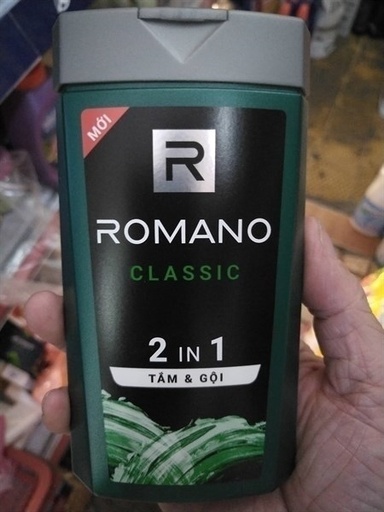 MỚI
R
ROMANO
CLASSIC
2 IN 1
TẮM & GỘI